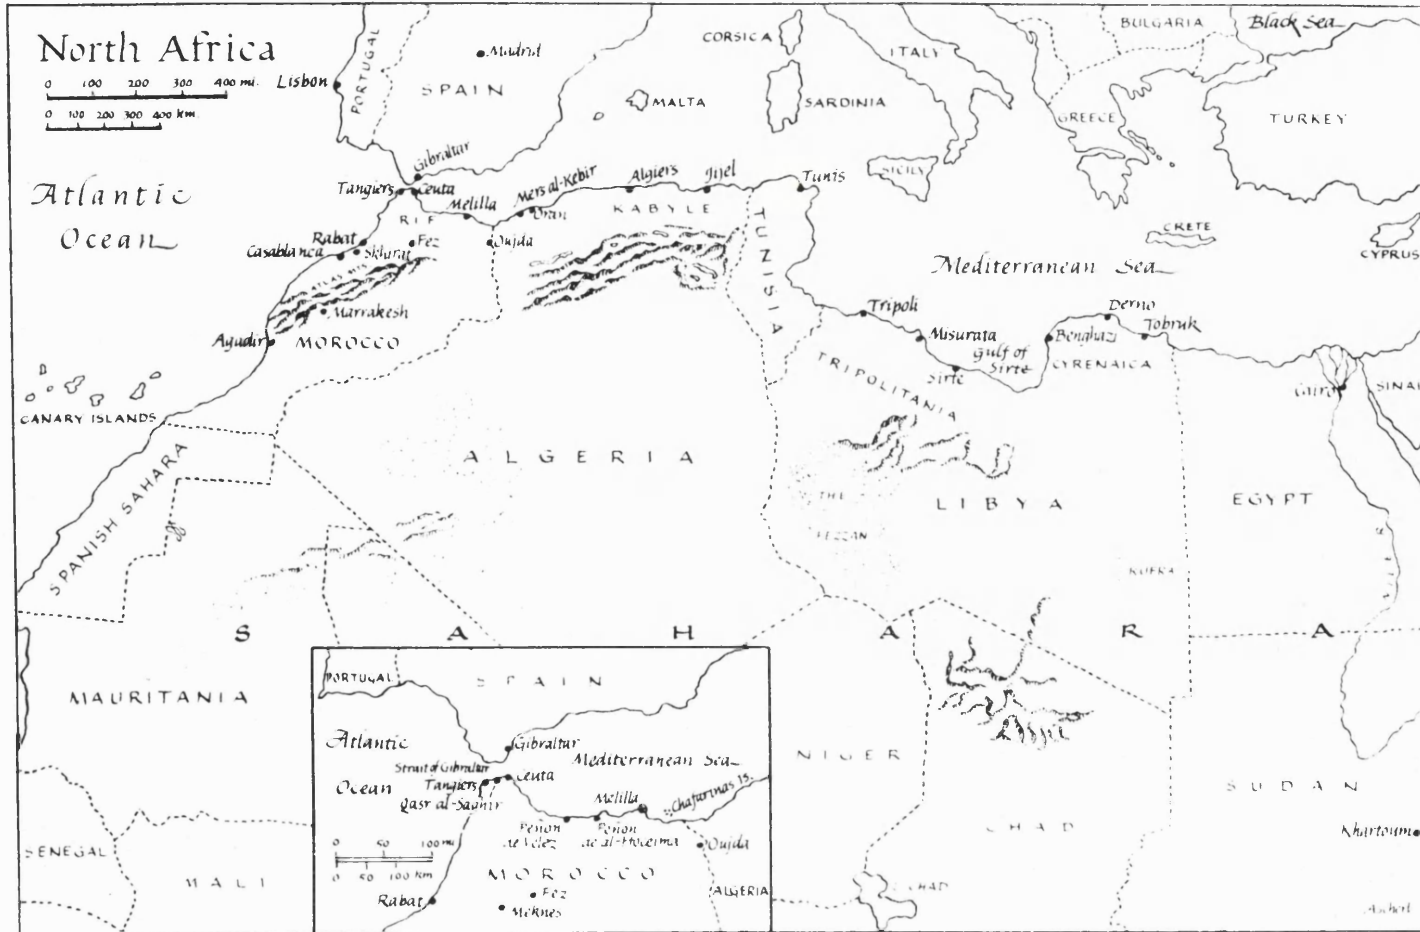 North Africa
0 100 200 300 400 mi.
0 100 200 300 400 km.
Atlantic
Ocean
Lisbon
PORTUGAL
Madrid
SPAIN
CORSICA
ITALY
BULGARIA
Black Sea
MALTA
SARDINIA
GREECE
TURKEY
Gibraltar
Tangiers
Ceuta
Melilla
Mers al-Kebir
Oran
Algiers
Jijel
Tunis
SICILY
RIF
KABYLE
TUNISIA
CRETE
CYPRUS
Rabat
Casablanca
Skhirat
Fez
Oujda
Mediterranean Sea
Marrakesh
Agadir
MOROCCO
Tripoli
Misurata
Sirte
Gulf of
Sirte
Benghazi
Derno
Tobruk
CYRENAICA
TRIPOLITANIA
Cairo
SINAI
CANARY ISLANDS
SPANISH SAHARA
ALGERIA
LIBYA
EGYPT
THE
FEZZAN
KUFRA
SAHARA
MAURITANIA
NIGER
CHAD
SUDAN
Khartoum
SENEGAL
MALI
CHAD
PORTUGAL
SPAIN
Atlantic
Ocean
Gibraltar
Mediterranean Sea
Strait of Gibraltar
Tangiers
Ceuta
Qasr al-Saghir
Melilla
Chafarinas Is.
Penon
de Velez
Penon
de al-Hoceima
Oujda
0 50 100 mi
0 50 100 km
MOROCCO
ALGERIA
Rabat
Fez
Meknes